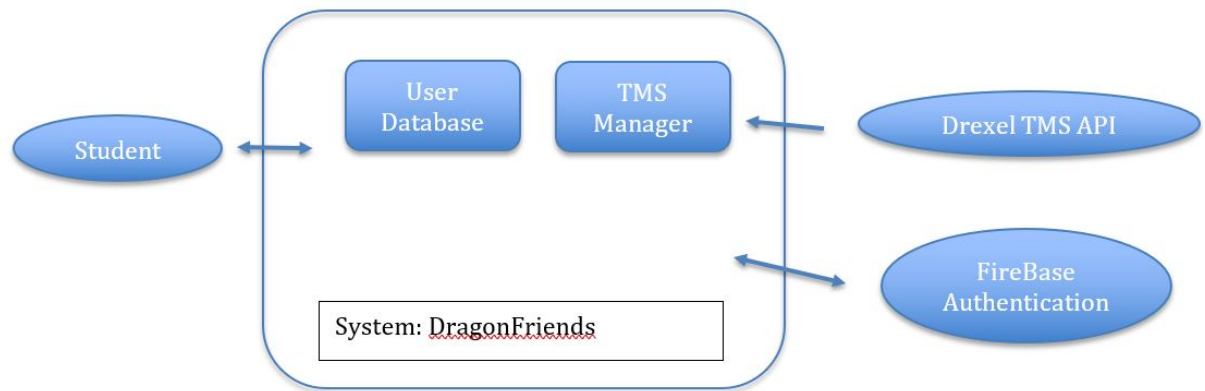 User
Database
TMS
Manager
Student
Drexel TMS API
FireBase
Authentication
System: DragonFriends